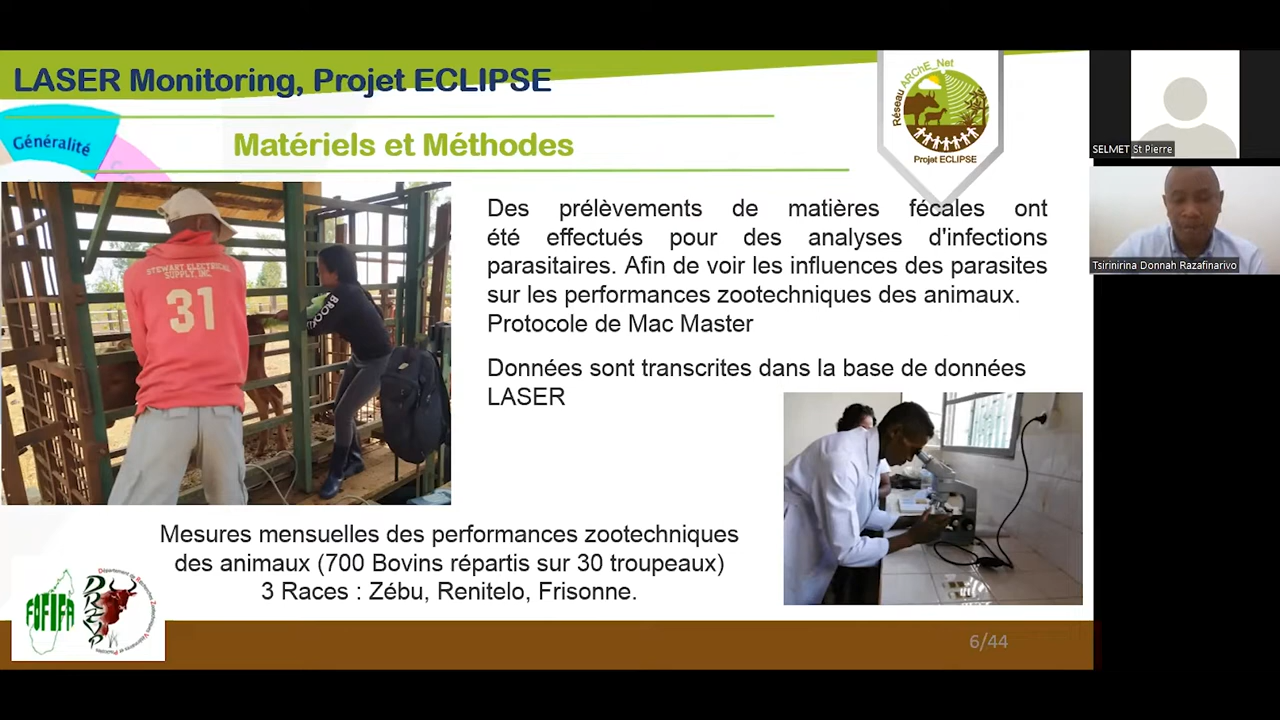 LASER Monitoring, Projet ECLIPSE
Réseau ARChE_Net
Projet ECLIPSE
Généralité
Matériels et Méthodes
SELMET St Pierre
Tsirinirina Donnah Razafinarivo
STEWART ELECTRICAL
SUPPLY, INC.
31
Des prélèvements de matières fécales ont
été effectués pour des analyses d'infections
parasitaires. Afin de voir les influences des parasites
sur les performances zootechniques des animaux.
Protocole de Mac Master
Données sont transcrites dans la base de données
LASER
Mesures mensuelles des performances zootechniques
des animaux (700 Bovins répartis sur 30 troupeaux)
3 Races : Zébu, Renitelo, Frisonne.
FOFIFA
DRZVP
6/44